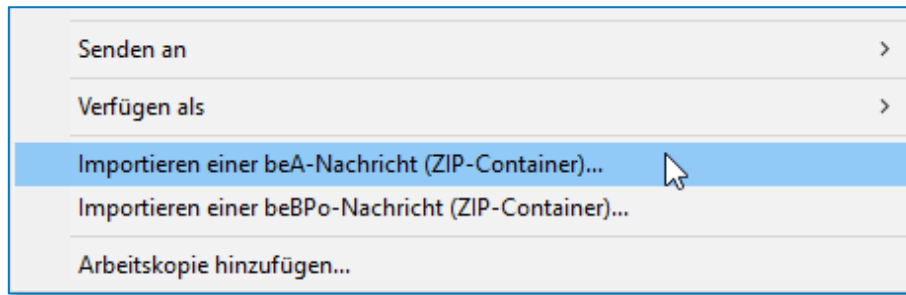 Senden an
Verfügen als
Importieren einer beA-Nachricht (ZIP-Container)...
Importieren einer beBPo-Nachricht (ZIP-Container)...
Arbeitskopie hinzufügen...